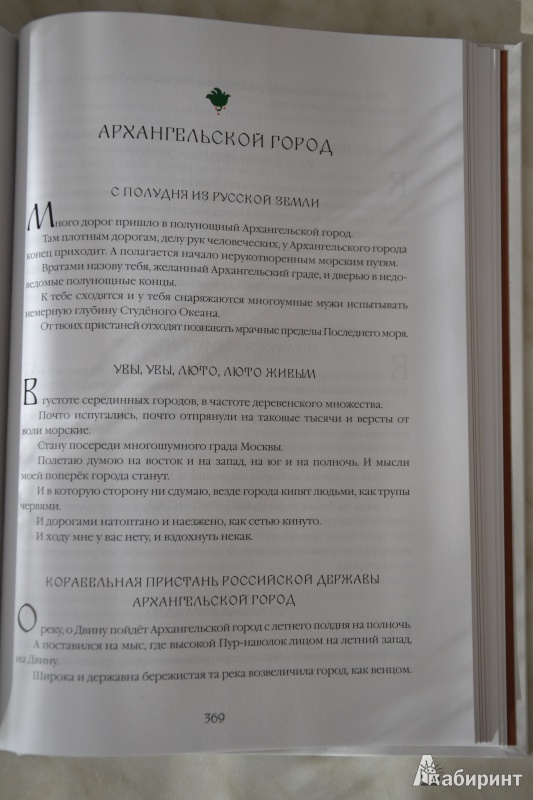 АРХАНГЕЛЬСКОЙ ГОРОД
С ПОЛУДНЯ ИЗ РУССКОЙ ЗЕМЛИ
Много дорог пришло в полунощный Архангельской город.
Там плотным дорогам, делу рук человеческих, у Архангельского города
конец приходит. А полагается начало нерукотворенным морским путям.
Вратами назову тебя, желанный Архангельский граде, и дверью в недо-
ведомые полунощные концы.
К тебе сходятся и у тебя снаряжаются многоумные мужи испытывать
немерную глубину Студёного Океана.
От твоих пристаней отходят познавать мрачные пределы Последнего моря.
УВЫ, УВЫ, ЛЮТО, ЛЮТО ЖИВЫМ
В густоте серединных городов, в частоте деревенского множества.
Почто испугались, почто отпрянули на таковые тысячи и версты от
воли морские.
Стану посереди многошумного града Москвы.
Полетаю думою на восток и на запад, на юг и на полночь. И мысли
моей поперёк города станут.
И в которую сторону ни сдумаю, везде города кипят людьми, как трупы
червями.
И дорогами натоптано и наезжено, как сетью кинуто.
И ходу мне у вас нету, и вздохнуть некак.
КОРАБЕЛЬНАЯ ПРИСТАНЬ РОССИЙСКОЙ ДЕРЖАВЫ
АРХАНГЕЛЬСКОЙ ГОРОД
О реку, о Двину пойдёт Архангельской город с летнего полдня на полночь.
А поставился на мыс, где высокой Пур-наволок лицом на летний запад,
на Двину.
Широка и державна бережистая та река возвеличила город, как венцом.
369
Лабиринт